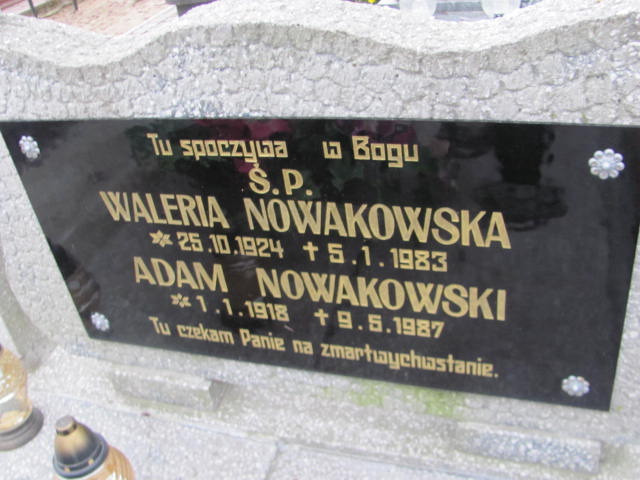 Tu spoczywa w Bogu
Ś.P.
WALERIA NOWAKOWSKA
✶ 25.10.1924 ✝ 5.1.1983
ADAM NOWAKOWSKI
✶ 1.1.1918 ✝ 9.5.1987
Tu czekam Panie na zmartwychwstanie.